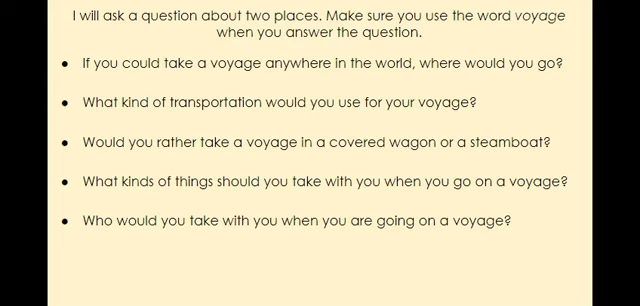 I will ask a question about two places. Make sure you use the word voyage
when you answer the question.
• If you could take a voyage anywhere in the world, where would you go?
• What kind of transportation would you use for your voyage?
• Would you rather take a voyage in a covered wagon or a steamboat?
• What kinds of things should you take with you when you go on a voyage?
• Who would you take with you when you are going on a voyage?